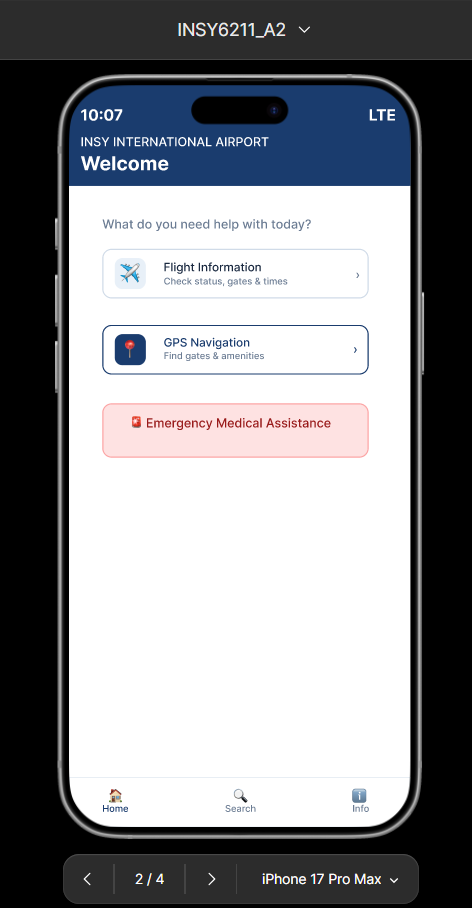 INSY6211_A2
10:07
LTE
INSY INTERNATIONAL AIRPORT
Welcome
What do you need help with today?
Flight Information
Check status, gates & times
›
GPS Navigation
Find gates & amenities
›
Emergency Medical Assistance
Home
Search
Info
2 / 4
iPhone 17 Pro Max